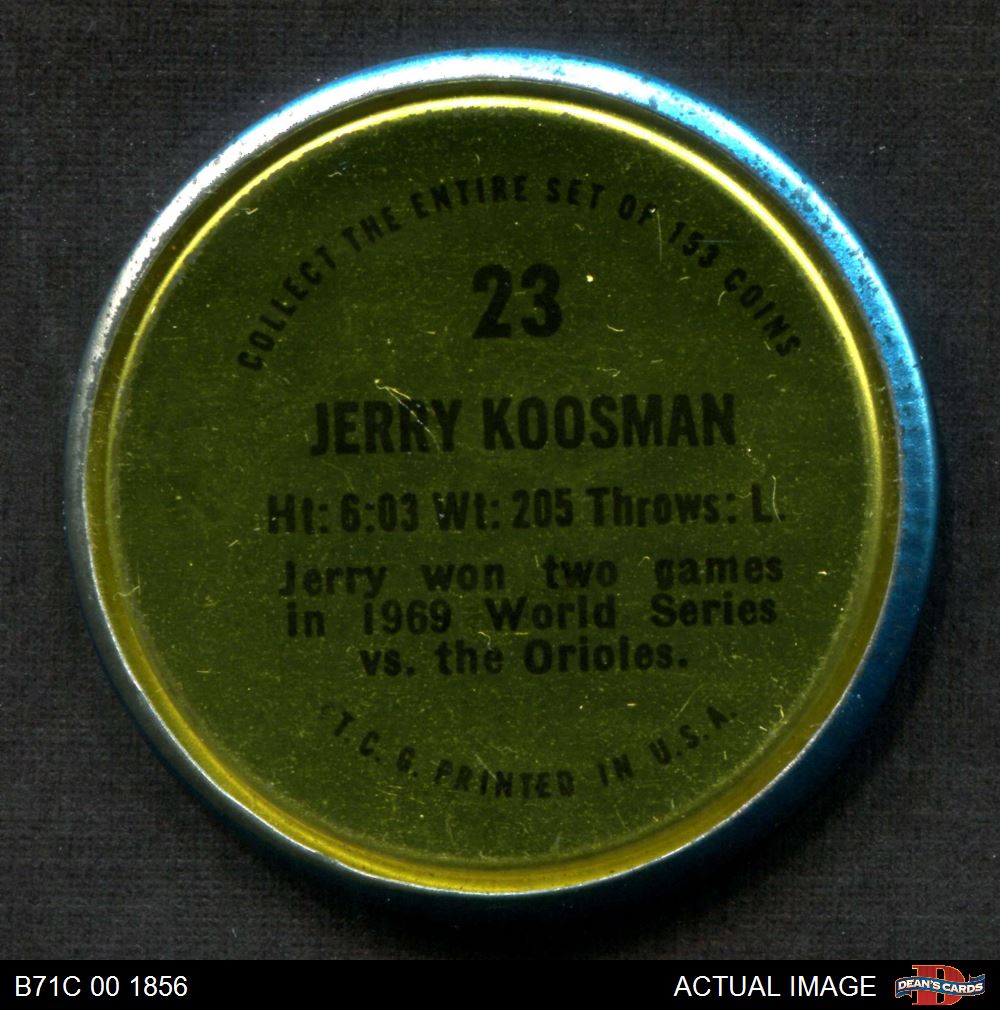 COLLECT THE ENTIRE SET OF 153 COINS
23
JERRY KOOSMAN
Ht: 6:03 Wt: 205 Throws: L.
Jerry won two games
in 1969 World Series
vs. the Orioles.
©T.C.G. PRINTED IN U.S.A.
B71C 00 1856
ACTUAL IMAGE
D
DEAN'S CARDS